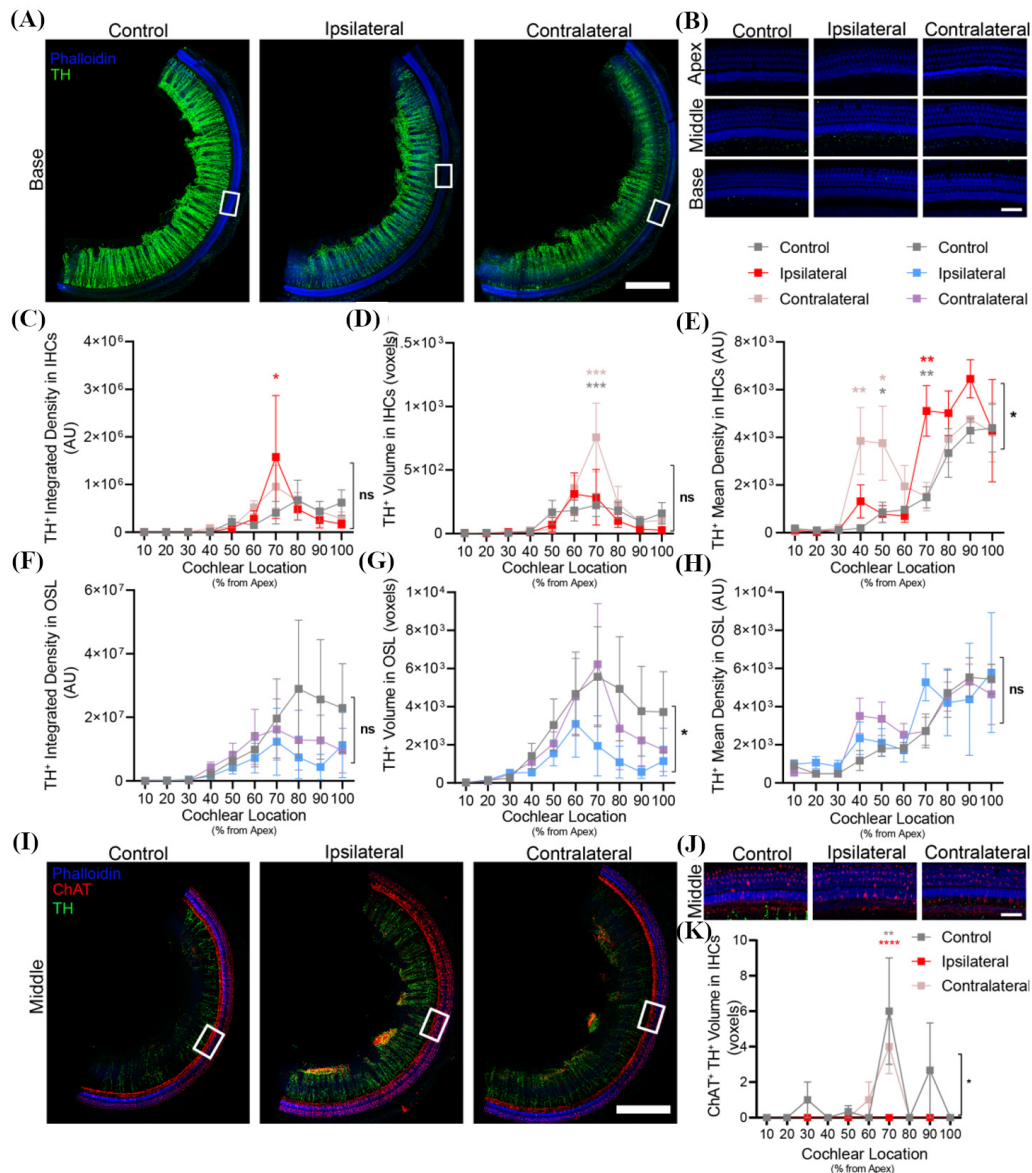 (A)
Control
Ipsilateral
Contralateral
Phalloidin
TH
Base
(B)
Control
Ipsilateral
Contralateral
Apex
Middle
Base
Control
Ipsilateral
Contralateral
Control
Ipsilateral
Contralateral
(C)
TH⁺ Integrated Density in IHCs
(AU)
4×10⁶
3×10⁶
2×10⁶
1×10⁶
0
*
ns
10 20 30 40 50 60 70 80 90 100
Cochlear Location
(% from Apex)
(D)
TH⁺ Volume in IHCs (voxels)
1.5×10³
1×10³
5×10²
0
***
***
ns
10 20 30 40 50 60 70 80 90 100
Cochlear Location
(% from Apex)
(E)
TH⁺ Mean Density in IHCs (AU)
8×10³
6×10³
4×10³
2×10³
0
**
*
*
**
**
*
10 20 30 40 50 60 70 80 90 100
Cochlear Location
(% from Apex)
(F)
TH⁺ Integrated Density in OSL
(AU)
6×10⁷
4×10⁷
2×10⁷
0
ns
10 20 30 40 50 60 70 80 90 100
Cochlear Location
(% from Apex)
(G)
TH⁺ Volume in OSL (voxels)
1×10⁴
8×10³
6×10³
4×10³
2×10³
0
*
10 20 30 40 50 60 70 80 90 100
Cochlear Location
(% from Apex)
(H)
TH⁺ Mean Density in OSL (AU)
1×10⁴
8×10³
6×10³
4×10³
2×10³
0
ns
10 20 30 40 50 60 70 80 90 100
Cochlear Location
(% from Apex)
(I)
Control
Ipsilateral
Contralateral
Phalloidin
ChAT
TH
Middle
(J)
Control
Ipsilateral
Contralateral
Middle
(K)
ChAT⁺ TH⁺ Volume in IHCs
(voxels)
10
8
6
4
2
0
**
****
Control
Ipsilateral
Contralateral
*
10 20 30 40 50 60 70 80 90 100
Cochlear Location
(% from Apex)